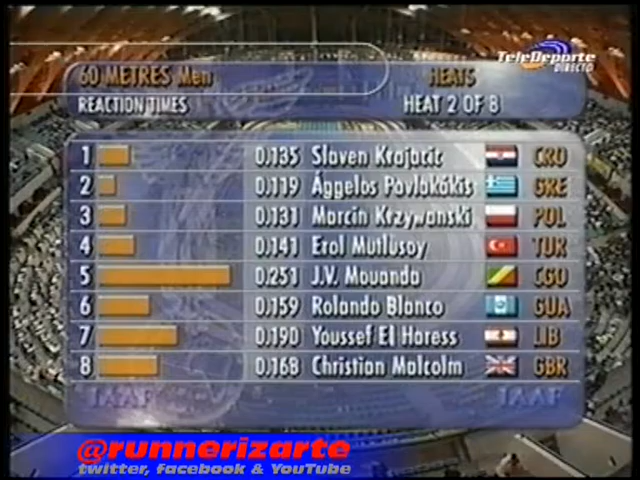 TeleDeporte
DIRECTO
60 METRES Men HEATS
REACTION TIMES HEAT 2 OF 8
1 0.135 Slaven Krajacic CRO
2 0.119 Ággelos Pavlakákis GRE
3 0.131 Marcin Krzywanski POL
4 0.141 Erol Mutlusoy TUR
5 0.251 J.V. Mouanda CGO
6 0.159 Rolando Blanco GUA
7 0.190 Youssef El Haress LIB
8 0.168 Christian Malcolm GBR
IAAF IAAF
@runnerizarte
twitter, facebook & YouTube